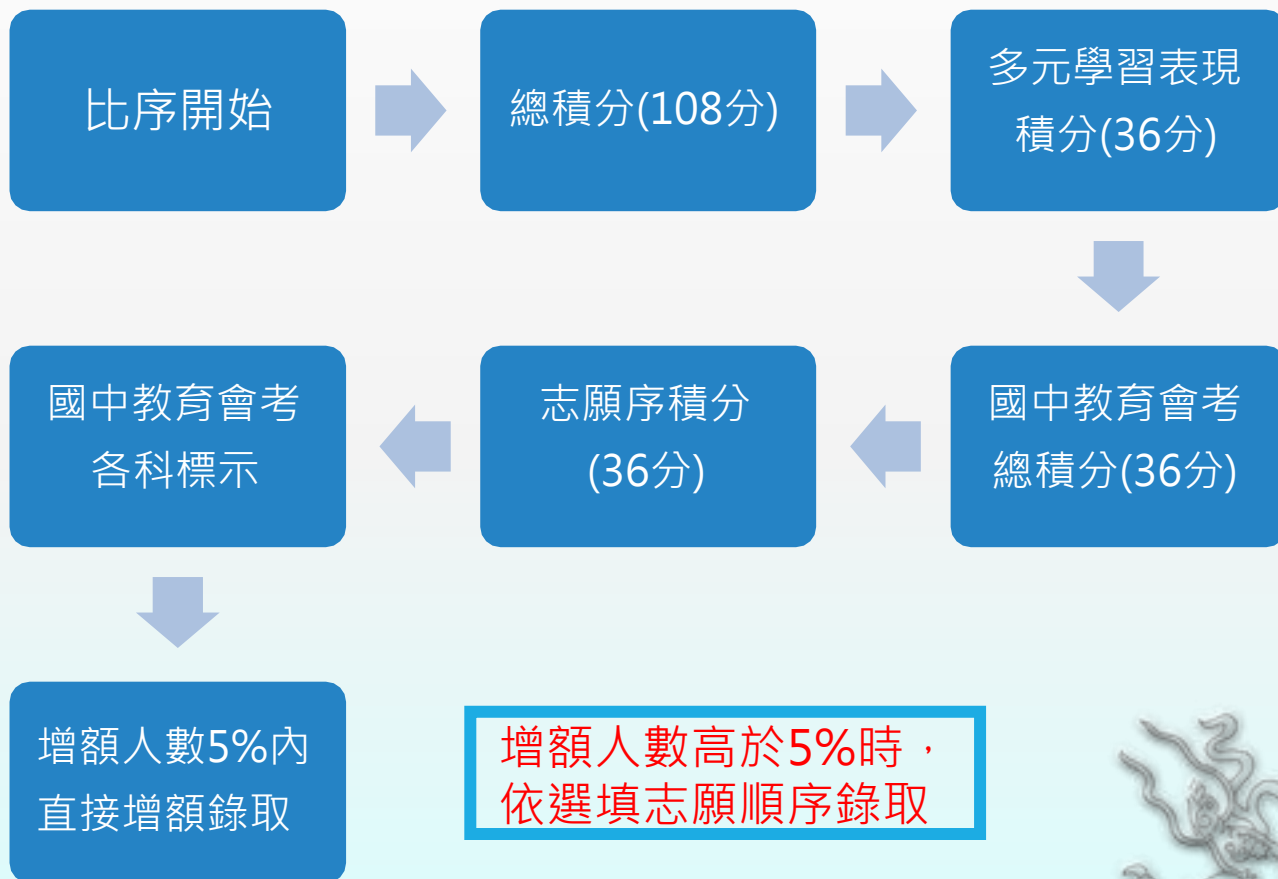 比序開始
總積分(108分)
多元學習表現
積分(36分)
國中教育會考
總積分(36分)
志願序積分
(36分)
國中教育會考
各科標示
增額人數5%內
直接增額錄取
增額人數高於5%時，
依選填志願順序錄取